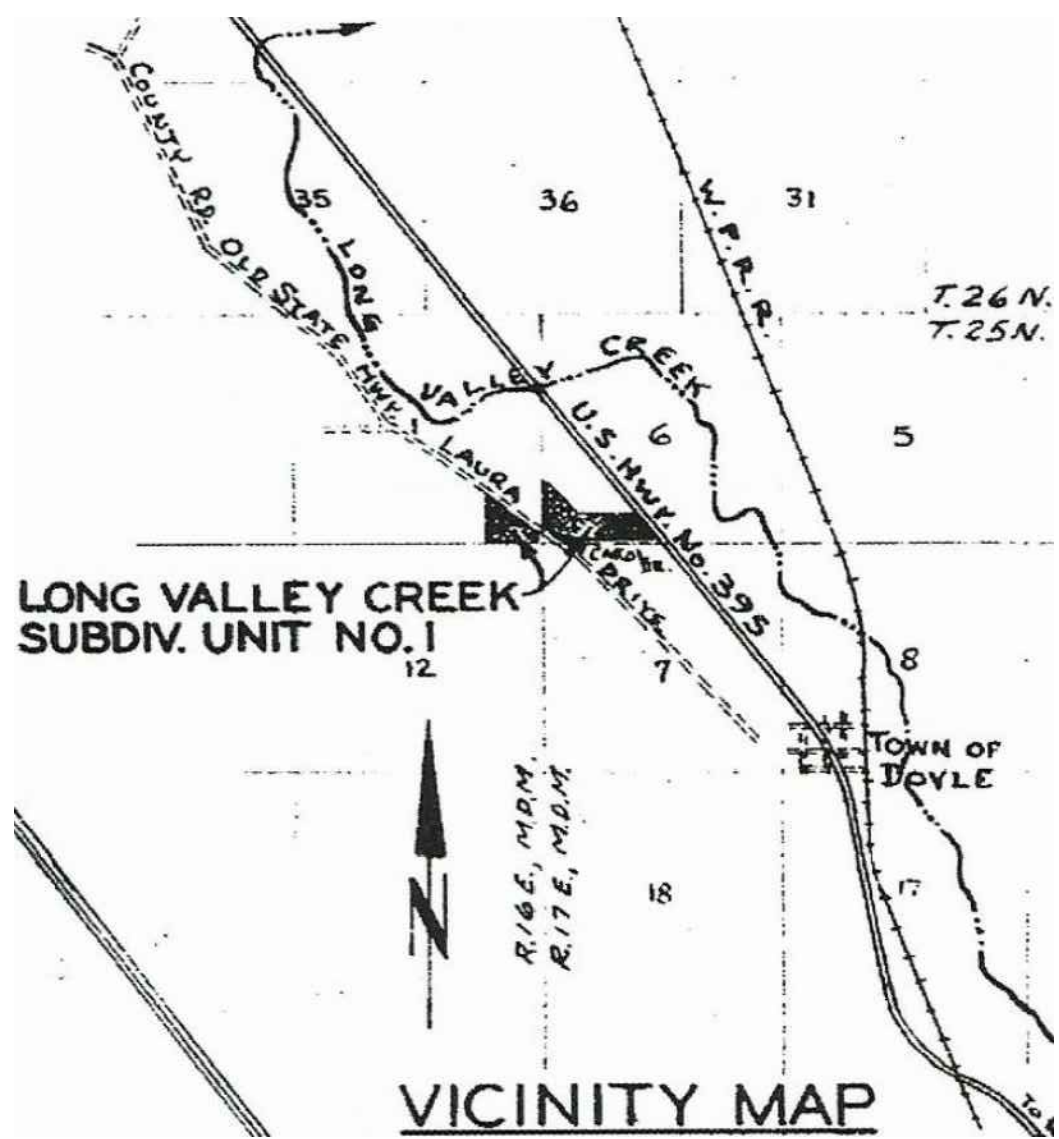 COUNTY RD. OLD STATE HWY.
35
36
31
W. P. R. R.
LONG VALLEY CREEK
T. 26 N.
T. 25 N.
U.S. HWY. No. 395
6
5
LAURA DRIVE
DR.
LONG VALLEY CREEK
SUBDIV. UNIT NO. 1
12
7
8
TOWN OF
DOYLE
R. 16 E., M.D.M.
R. 17 E., M.D.M.
N
18
17
To
VICINITY MAP